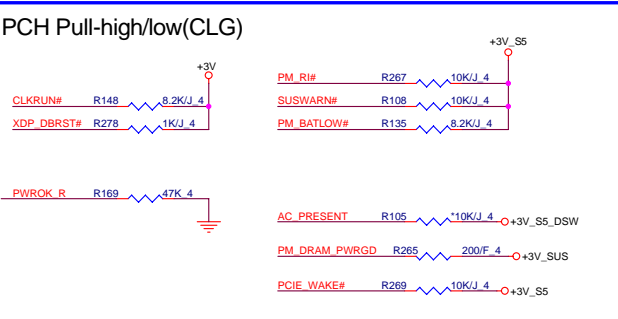 PCH Pull-high/low(CLG)
+3V
CLKRUN# R148 8.2K/J_4
XDP_DBRST# R278 1K/J_4
PWROK_R R169 47K_4
+3V_S5
PM_RI# R267 10K/J_4
SUSWARN# R108 10K/J_4
PM_BATLOW# R135 8.2K/J_4
AC_PRESENT R105 *10K/J_4 +3V_S5_DSW
PM_DRAM_PWRGD R265 200/F_4 +3V_SUS
PCIE_WAKE# R269 10K/J_4 +3V_S5